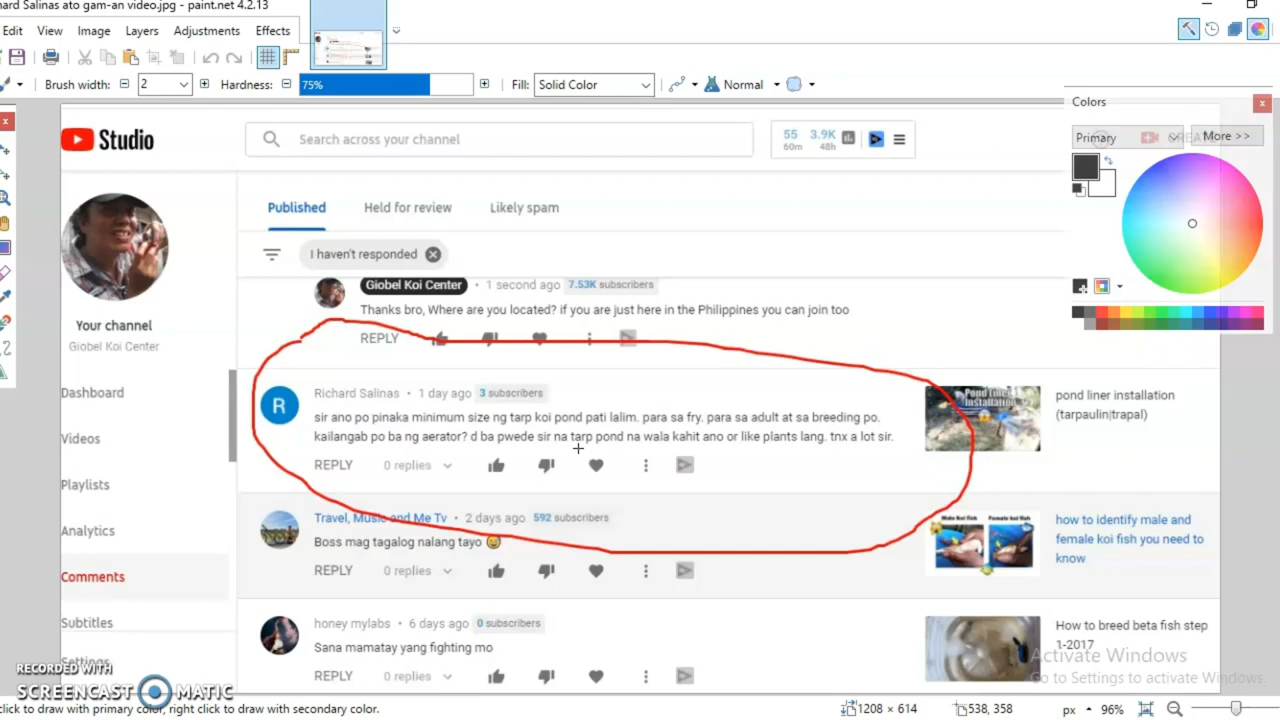 hard Salinas ato gam-an video.jpg - paint.net 4.2.13
Edit View Image Layers Adjustments Effects
Brush width: 2 Hardness: 75% Fill: Solid Color Normal
Colors
Primary More >>
CREATE
Studio
Search across your channel
55 3.9K
60m 48h
Published Held for review Likely spam
I haven't responded
Giobel Koi Center • 1 second ago 7.53K subscribers
Thanks bro, Where are you located? if you are just here in the Philippines you can join too
REPLY
Your channel
Giobel Koi Center
Dashboard
Videos
Playlists
Analytics
Comments
Subtitles
Settings
R
Richard Salinas • 1 day ago 3 subscribers
sir ano po pinaka minimum size ng tarp koi pond pati lalim. para sa fry. para sa adult at sa breeding po.
kailangab po ba ng aerator? d ba pwede sir na tarp pond na wala kahit ano or like plants lang. tnx a lot sir.
REPLY 0 replies
Pond Liner
Installation
pond liner installation
(tarpaulin|trapal)
Travel, Music and Me Tv • 2 days ago 592 subscribers
Boss mag tagalog nalang tayo
REPLY 0 replies
Male Koi Fish Female koi fish
how to identify male and
female koi fish you need to
know
honey mylabs • 6 days ago 0 subscribers
Sana mamatay yang fighting mo
REPLY 0 replies
How to breed beta fish step
1-2017
Activate Windows
Go to Settings to activate Windows.
RECORDED WITH
SCREENCAST MATIC
click to draw with primary color, right click to draw with secondary color.
1208 × 614 538, 358 px 96%